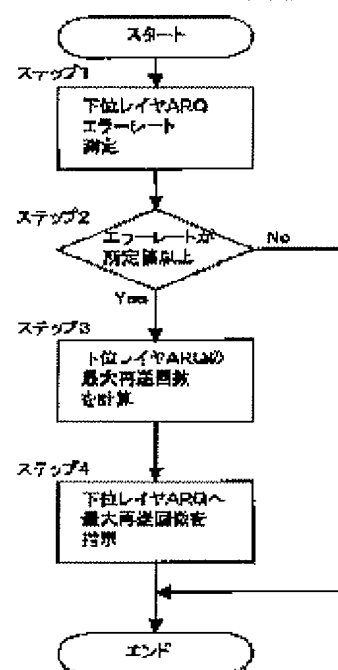 スタート
ステップ1
下位レイヤARQ
エラーレート
測定
ステップ2
エラーレートが
所定値以上
No
Yes
ステップ3
下位レイヤARQの
最大再送回数
を計算
ステップ4
下位レイヤARQへ
最大再送回数を
指示
エンド